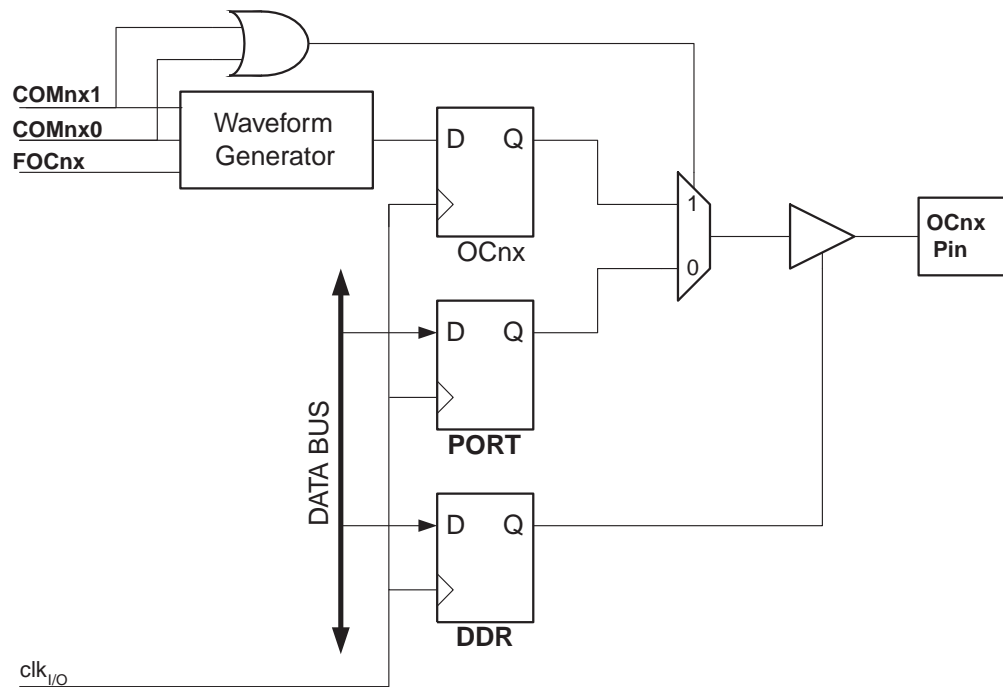 COMnx1
COMnx0
FOCnx
Waveform
Generator
D Q
OCnx
1
0
OCnx
Pin
D Q
PORT
DATA BUS
D Q
DDR
clkI/O